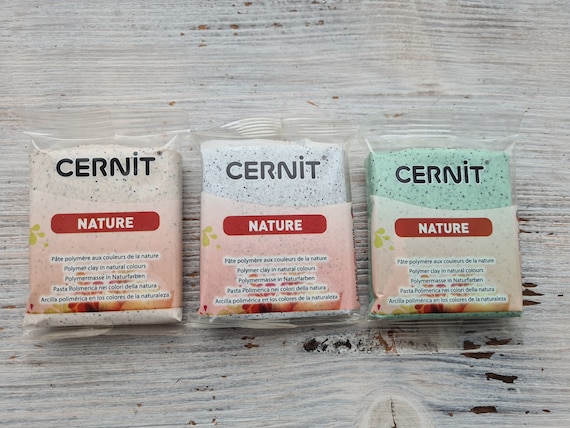 CERNIT®
NATURE
Pâte polymère aux couleurs de la nature
Polymer clay in natural colours
Polymermasse in Naturfarben
Pasta Polimerica nei colori della natura
Arcilla polimérica en los colores de la naturaleza
CERNIT®
NATURE
Pâte polymère aux couleurs de la nature
Polymer clay in natural colours
Polymermasse in Naturfarben
Pasta Polimerica nei colori della natura
Arcilla polimérica en los colores de la naturaleza
CERNIT®
NATURE
Pâte polymère aux couleurs de la nature
Polymer clay in natural colours
Polymermasse in Naturfarben
Pasta Polimerica nei colori della natura
Arcilla polimérica en los colores de la naturaleza